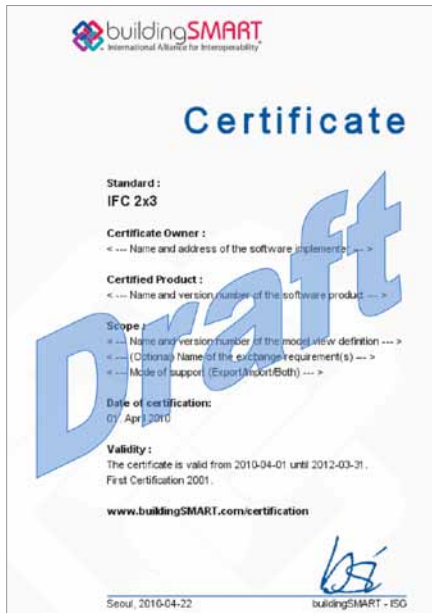 buildingSMART
International Alliance for Interoperability
Certificate
Standard :
IFC 2x3
Certificate Owner :
< --- Name and address of the software implementer --- >
Certified Product :
< --- Name and version number of the software product --- >
Scope :
< --- Name and version number of the model view definition --- >
< --- (Optional) Name of the exchange requirement(s) --- >
< --- Mode of support (Export/Import/Both) --- >
Date of certification:
01. April 2010
Validity :
The certificate is valid from 2010-04-01 until 2012-03-31.
First Certification 2001.
www.buildingSMART.com/certification
Seoul, 2010-04-22 buildingSMART - ISG
Draft